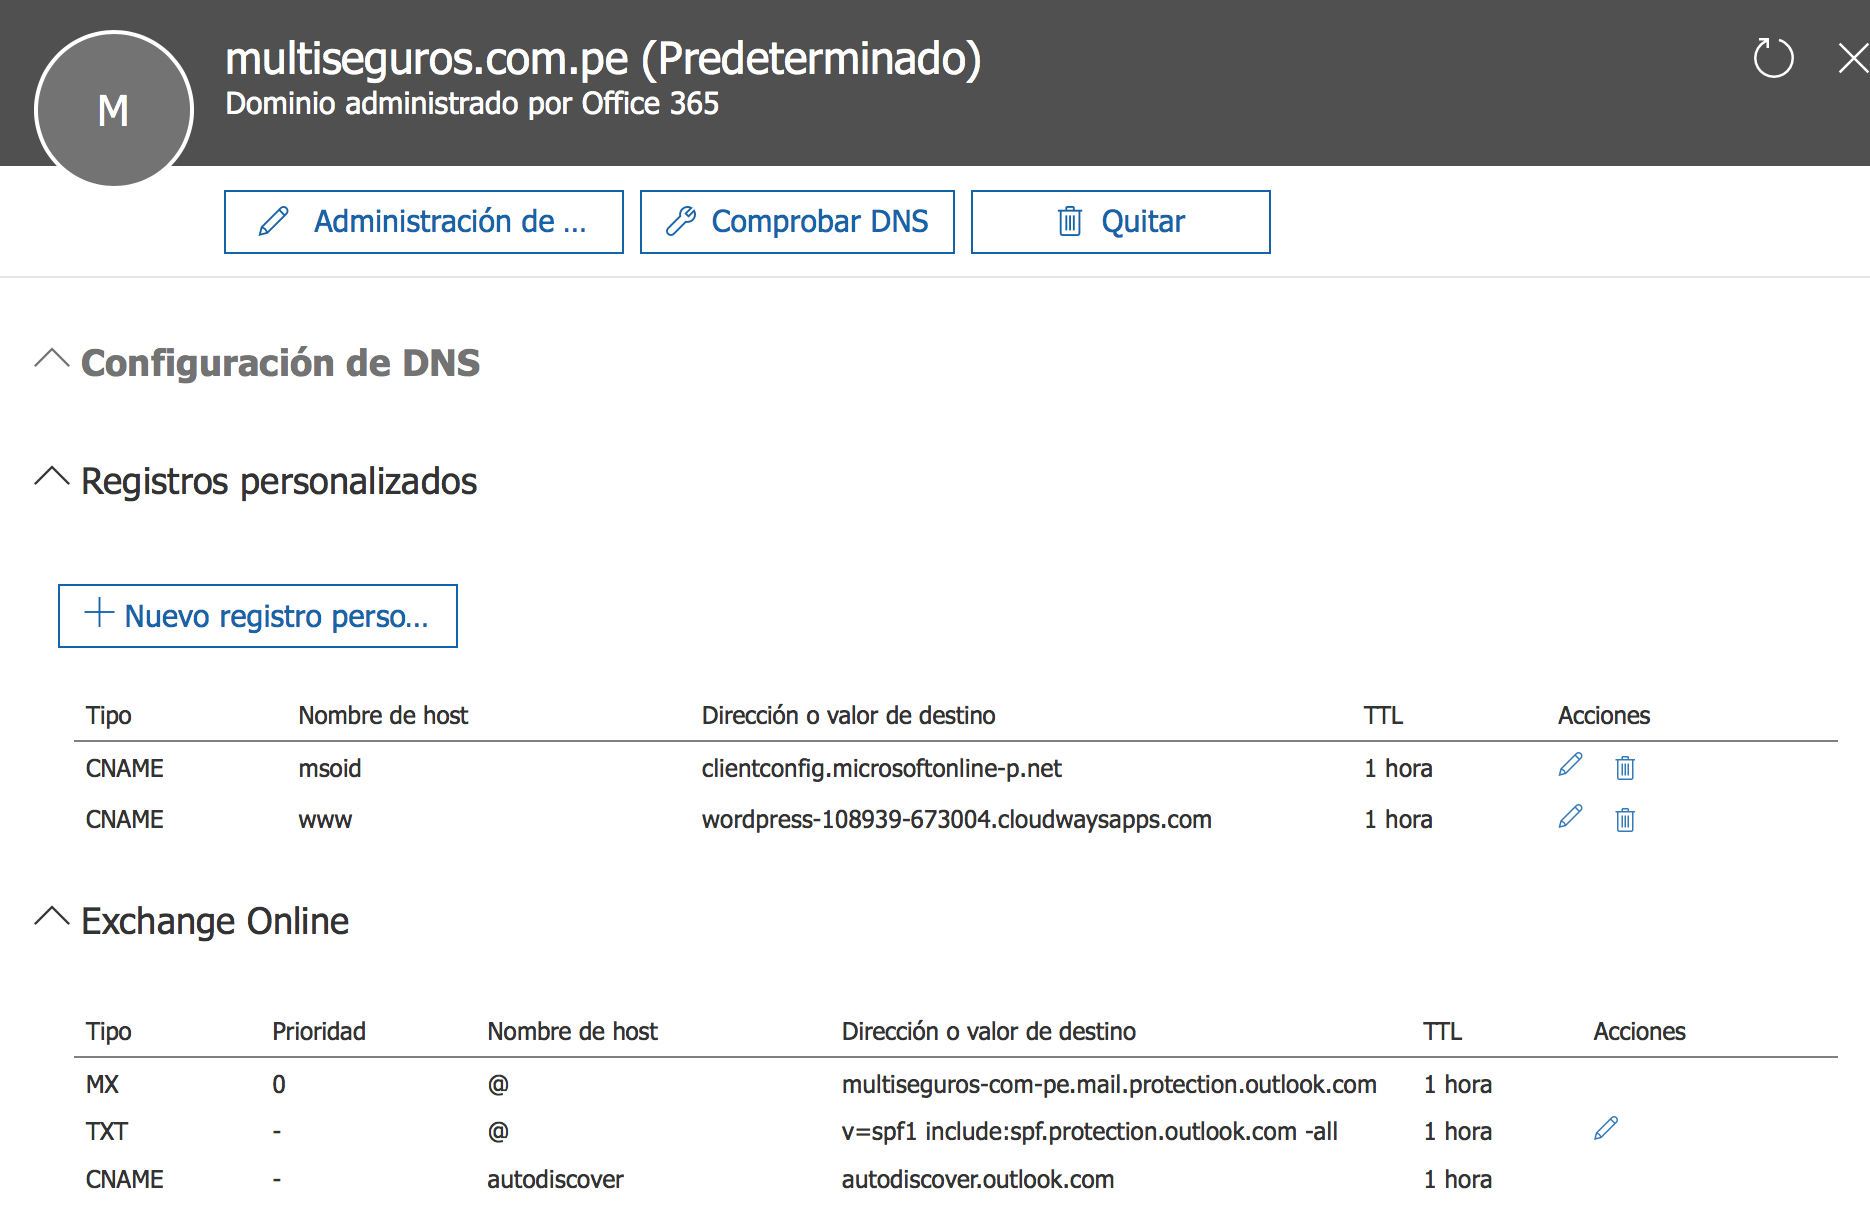 M
multiseguros.com.pe (Predeterminado)
Dominio administrado por Office 365
Administración de ...
Comprobar DNS
Quitar
Configuración de DNS
Registros personalizados
Nuevo registro perso...
Tipo Nombre de host Dirección o valor de destino TTL Acciones
CNAME msoid clientconfig.microsoftonline-p.net 1 hora
CNAME www wordpress-108939-673004.cloudwaysapps.com 1 hora
Exchange Online
Tipo Prioridad Nombre de host Dirección o valor de destino TTL Acciones
MX 0 @ multiseguros-com-pe.mail.protection.outlook.com 1 hora
TXT - @ v=spf1 include:spf.protection.outlook.com -all 1 hora
CNAME - autodiscover autodiscover.outlook.com 1 hora